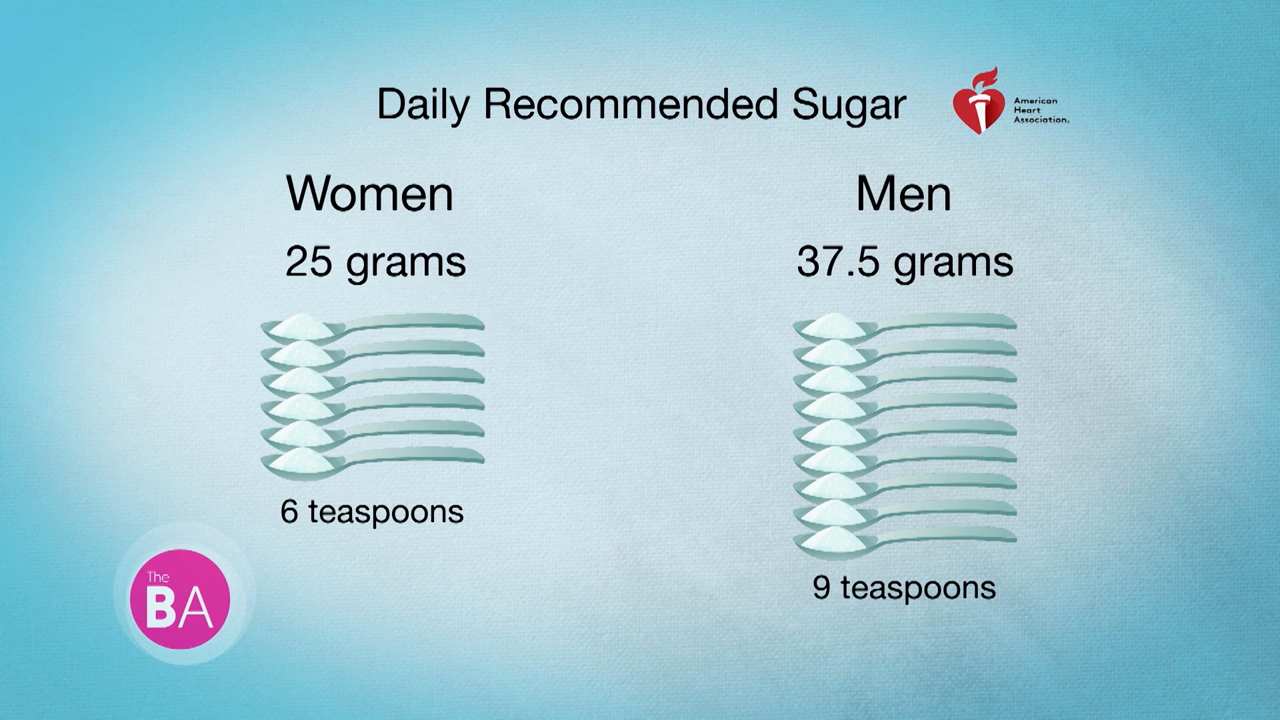 Daily Recommended Sugar
American
Heart
Association.
Women
Men
25 grams
37.5 grams
6 teaspoons
9 teaspoons
The
BA